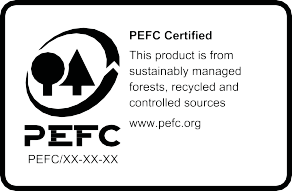 PEFC Certified
This product is from
sustainably managed
forests, recycled and
controlled sources
www.pefc.org
PEFC
PEFC/XX-XX-XX